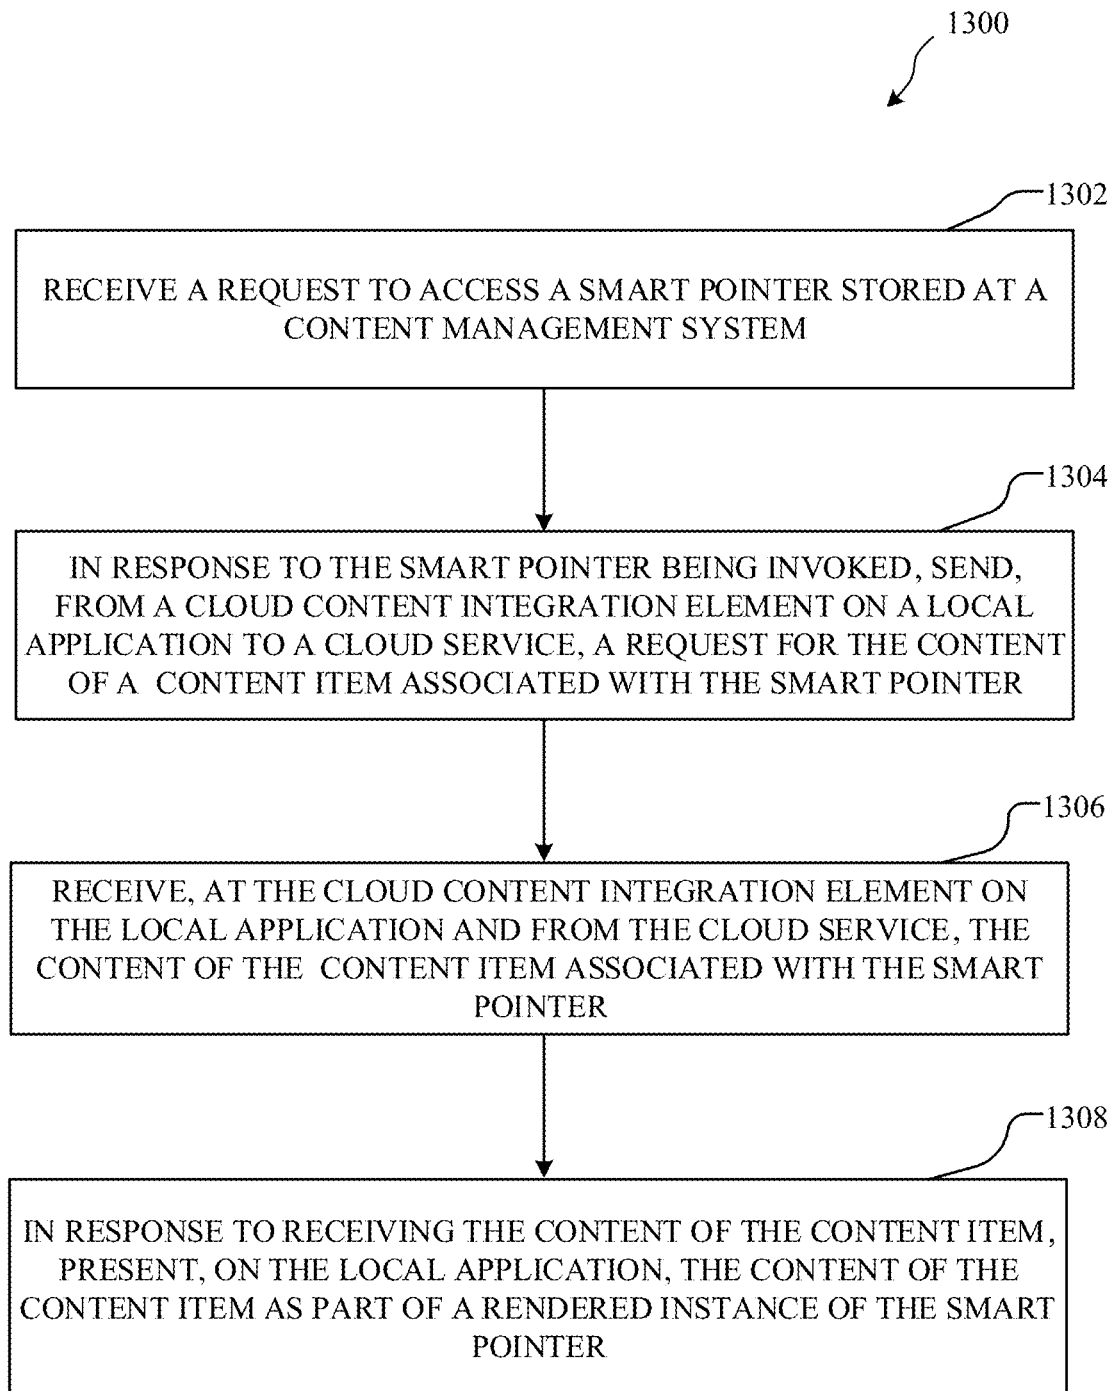 1300
1302
RECEIVE A REQUEST TO ACCESS A SMART POINTER STORED AT A
CONTENT MANAGEMENT SYSTEM
1304
IN RESPONSE TO THE SMART POINTER BEING INVOKED, SEND,
FROM A CLOUD CONTENT INTEGRATION ELEMENT ON A LOCAL
APPLICATION TO A CLOUD SERVICE, A REQUEST FOR THE CONTENT
OF A CONTENT ITEM ASSOCIATED WITH THE SMART POINTER
1306
RECEIVE, AT THE CLOUD CONTENT INTEGRATION ELEMENT ON
THE LOCAL APPLICATION AND FROM THE CLOUD SERVICE, THE
CONTENT OF THE CONTENT ITEM ASSOCIATED WITH THE SMART
POINTER
1308
IN RESPONSE TO RECEIVING THE CONTENT OF THE CONTENT ITEM,
PRESENT, ON THE LOCAL APPLICATION, THE CONTENT OF THE
CONTENT ITEM AS PART OF A RENDERED INSTANCE OF THE SMART
POINTER